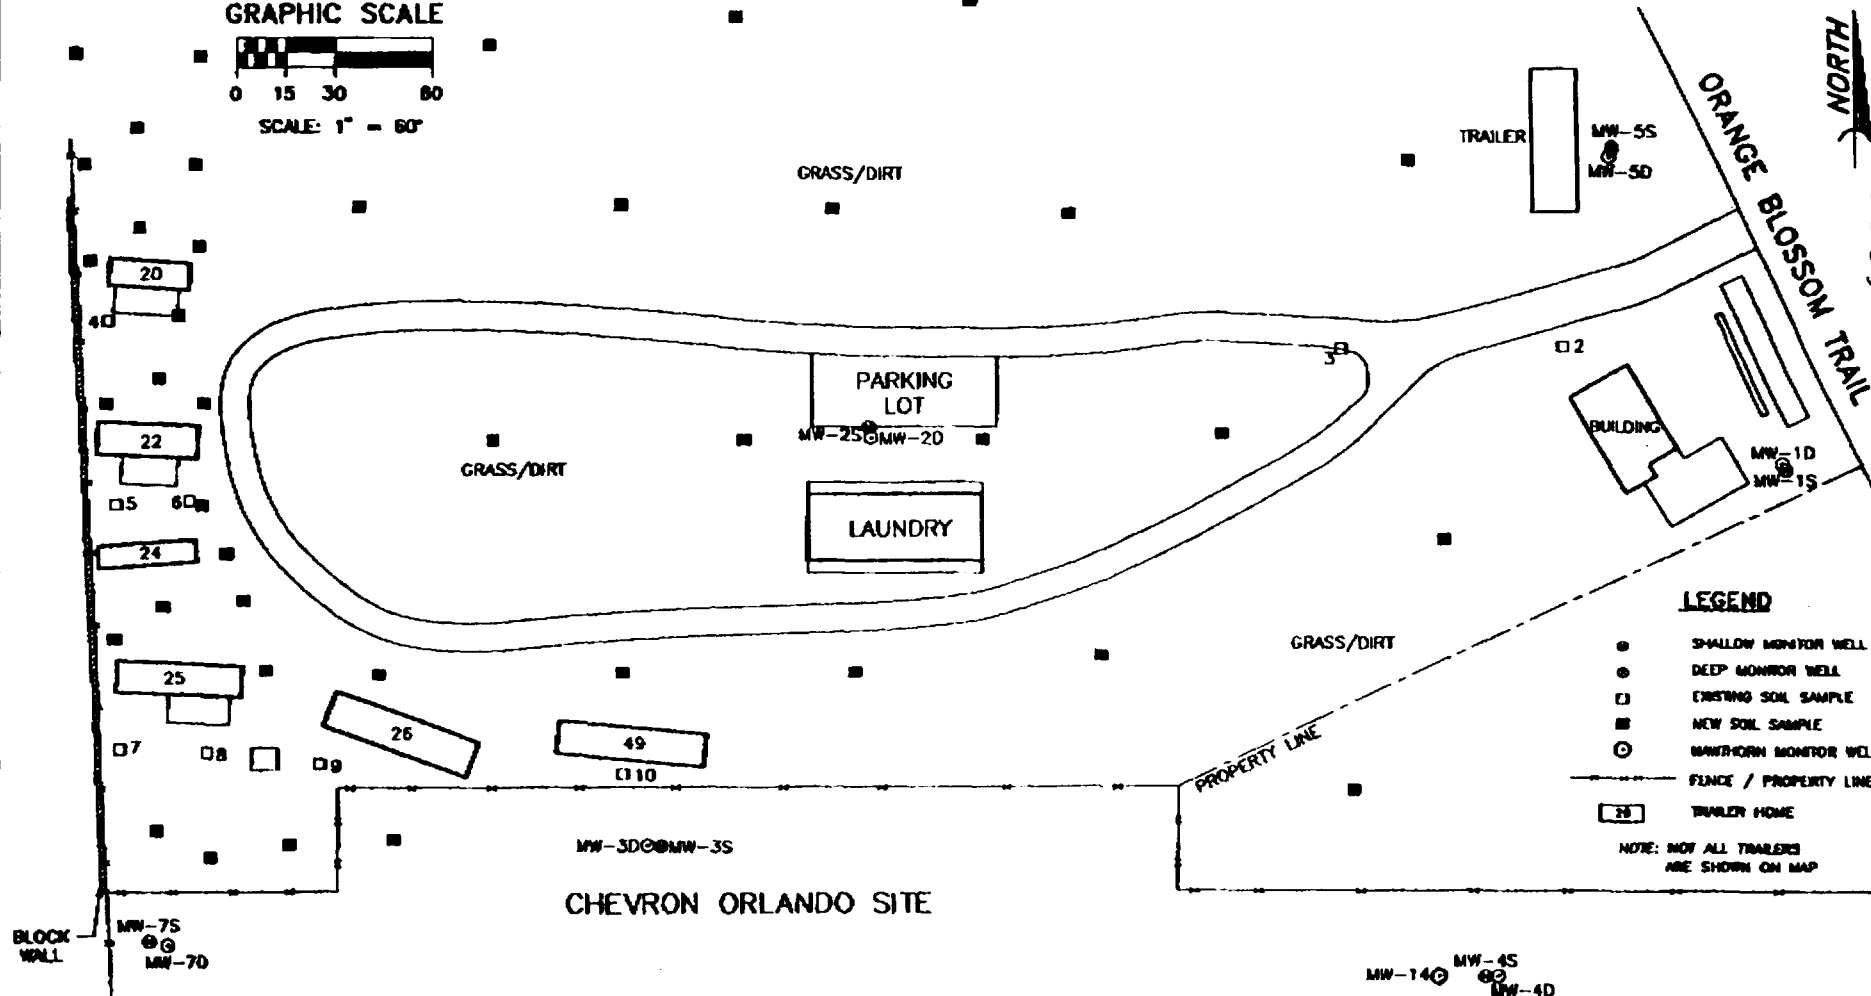 GRAPHIC SCALE
0 15 30 60
SCALE: 1" = 60'
NORTH
ORANGE BLOSSOM TRAIL
TRAILER
MW-5S
MW-5D
GRASS/DIRT
20
4
3
2
PARKING
LOT
MW-2S
MW-2D
BUILDING
22
GRASS/DIRT
MW-1D
MW-1S
5
6
LAUNDRY
24
GRASS/DIRT
25
26
49
7
8
9
10
PROPERTY LINE
LEGEND
SHALLOW MONITOR WELL
DEEP MONITOR WELL
EXISTING SOIL SAMPLE
NEW SOIL SAMPLE
HAWTHORN MONITOR WEL
FENCE / PROPERTY LINE
20 TRAILER HOME
NOTE: NOT ALL TRAILERS
ARE SHOWN ON MAP
MW-3D MW-3S
CHEVRON ORLANDO SITE
BLOCK
WALL
MW-7S
MW-7D
MW-14
MW-4S
MW-4D